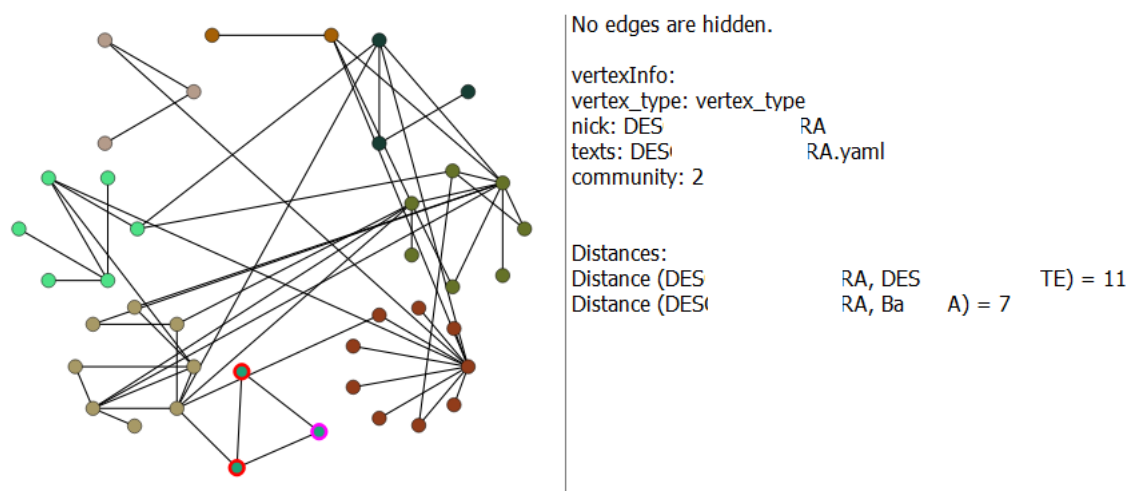 No edges are hidden.
vertexInfo:
vertex_type: vertex_type
nick: DES RA
texts: DES RA.yaml
community: 2
Distances:
Distance (DES RA, DES TE) = 11
Distance (DES RA, Ba A) = 7